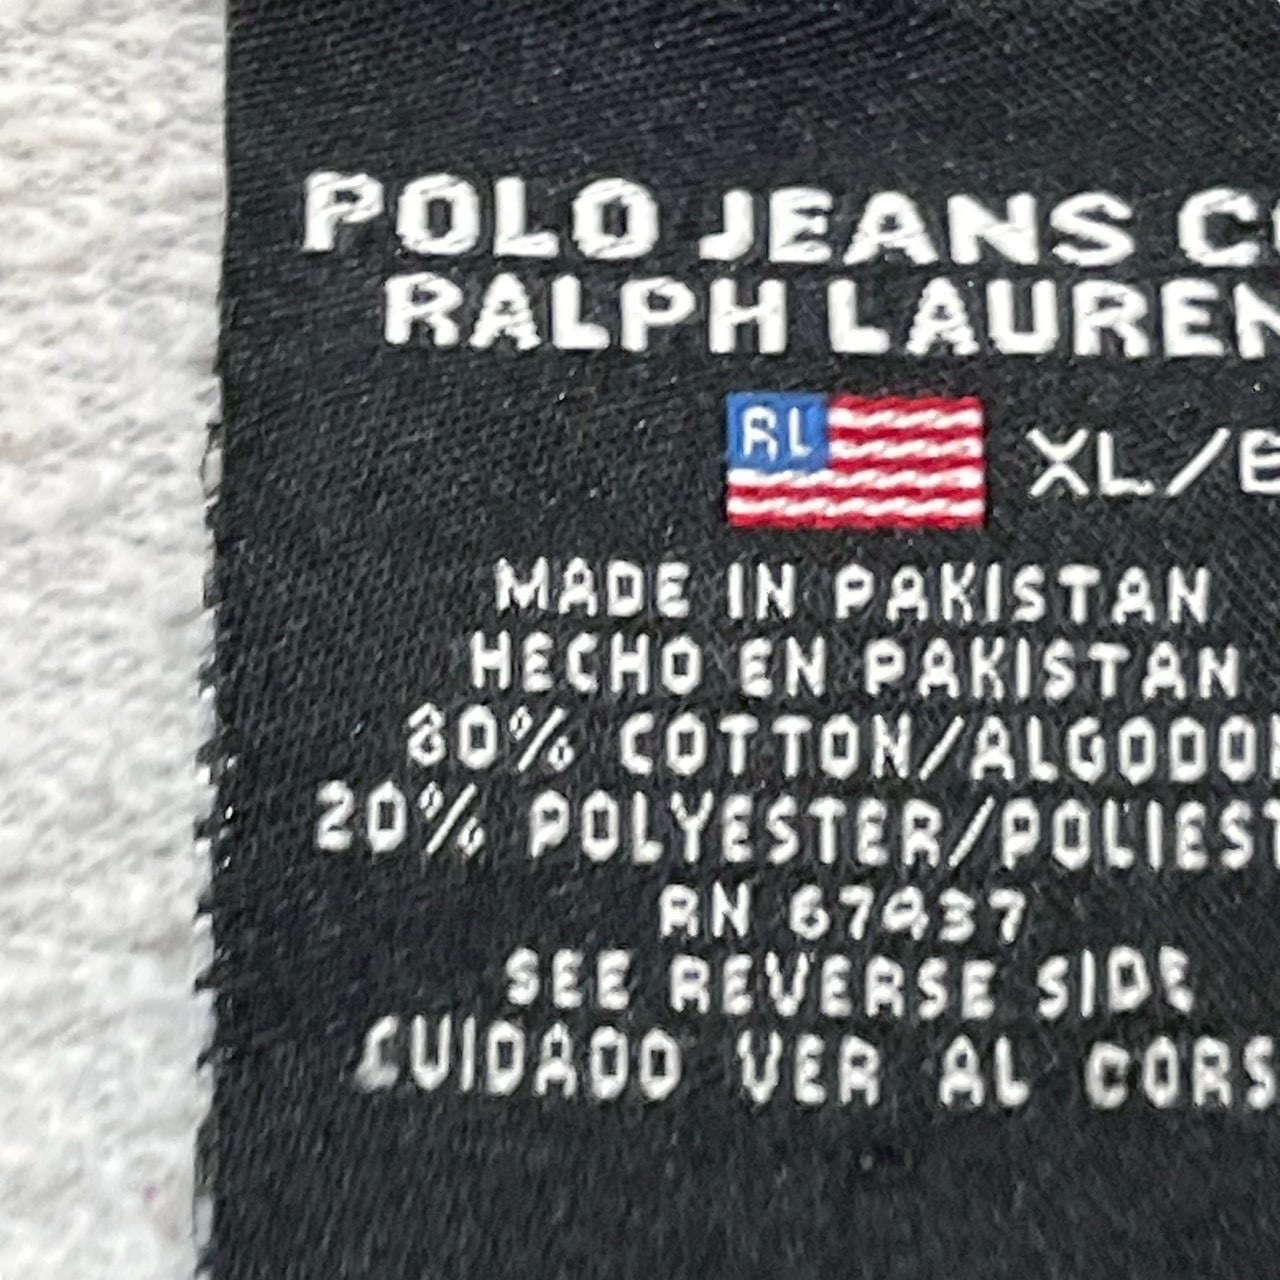 POLO JEANS CO
RALPH LAUREN
RL XL/E
MADE IN PAKISTAN
HECHO EN PAKISTAN
80% COTTON/ALGODON
20% POLYESTER/POLIEST
RN 67937
SEE REVERSE SIDE
CUIDADO VER AL CORS